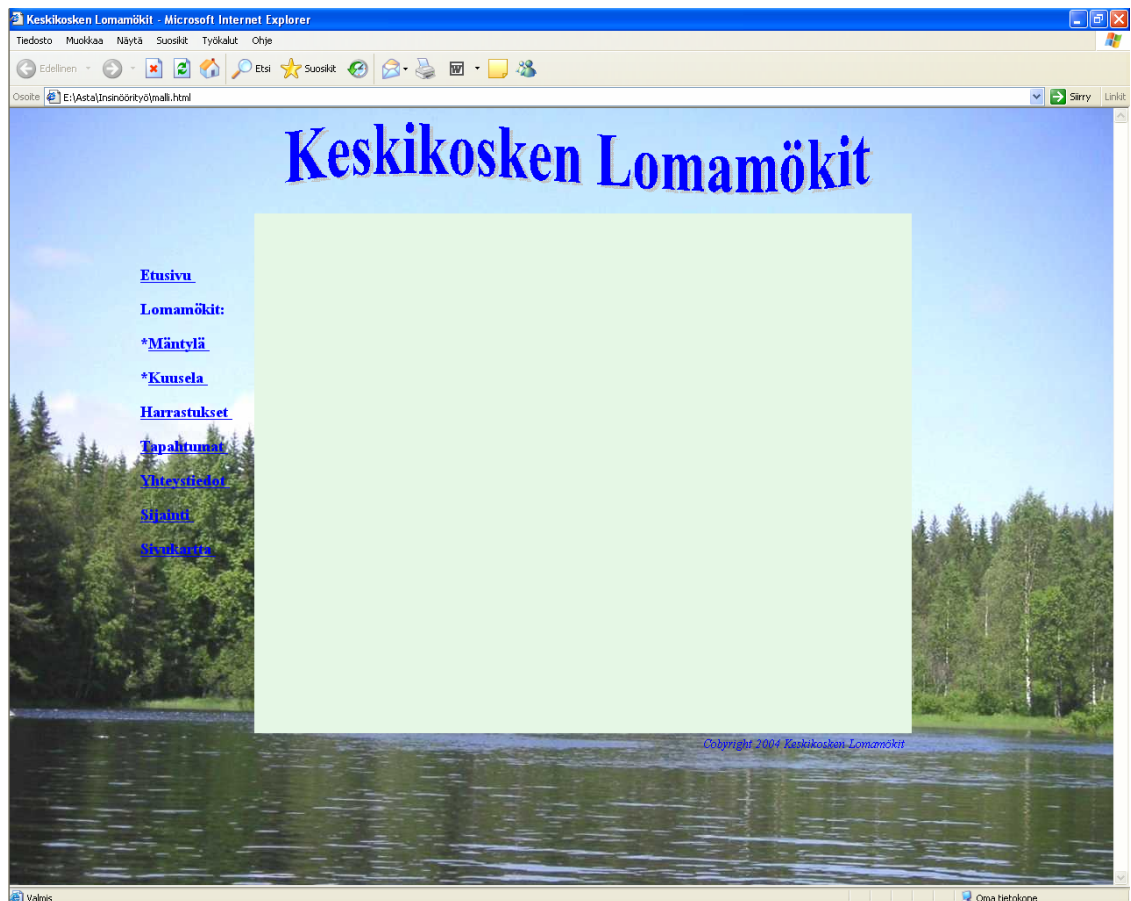 Keskikosken Lomamökit - Microsoft Internet Explorer
Tiedosto Muokkaa Näytä Suosikit Työkalut Ohje
Edellinen Etsi Suosikit
Osoite E:\Asta\Insinöörityö\malli.html Siirry Linkit
Keskikosken Lomamökit
Etusivu
Lomamökit:
*Mäntylä
*Kuusela
Harrastukset
Tapahtumat
Yhteystiedot
Sijainti
Sivukartta
Cobyright 2004 Keskikosken Lomamökit
Valmis Oma tietokone